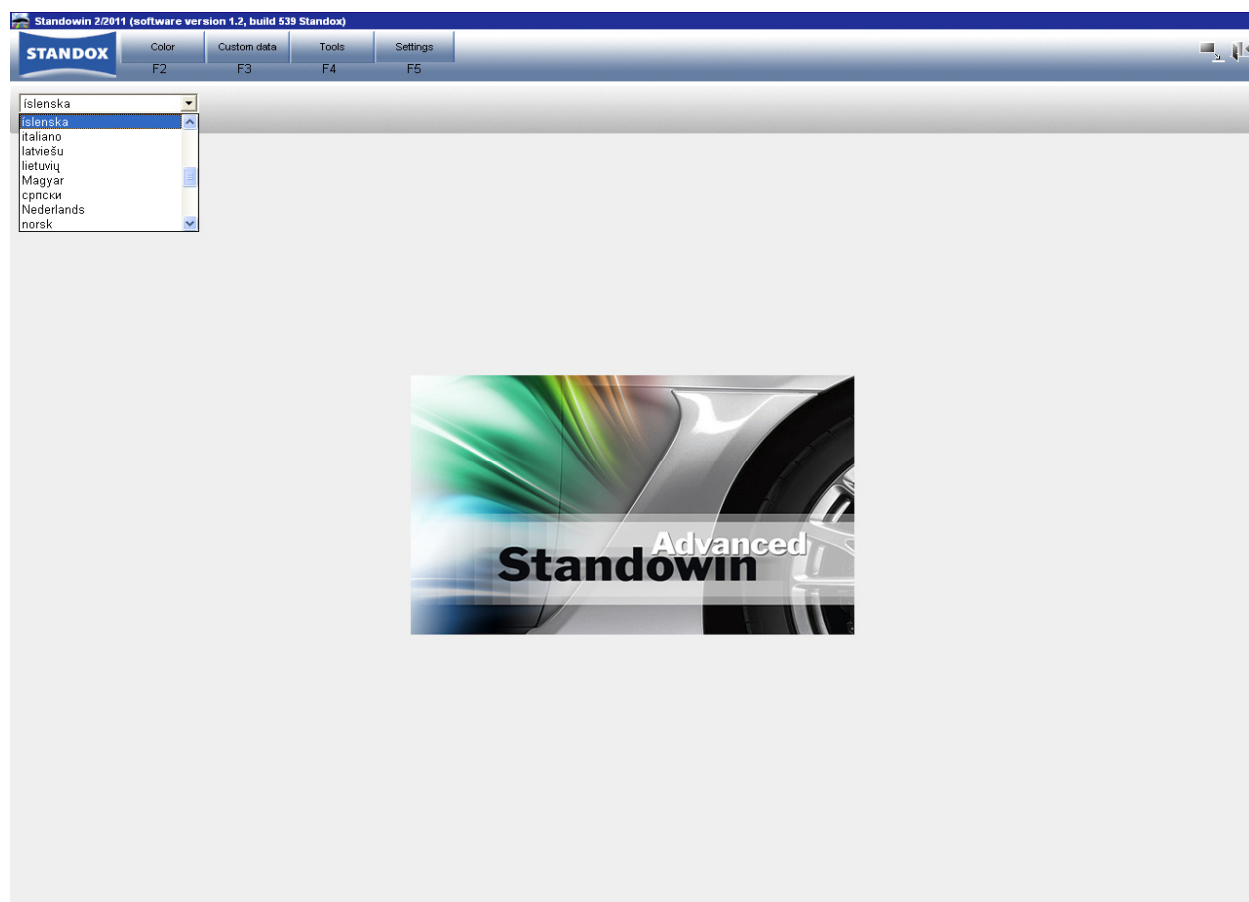 Standowin 2/2011 (software version 1.2, build 539 Standox)
STANDOX
Color Custom data Tools Settings
F2 F3 F4 F5
íslenska
íslenska
italiano
latviešu
lietuvių
Magyar
српски
Nederlands
norsk
Advanced
Standowin